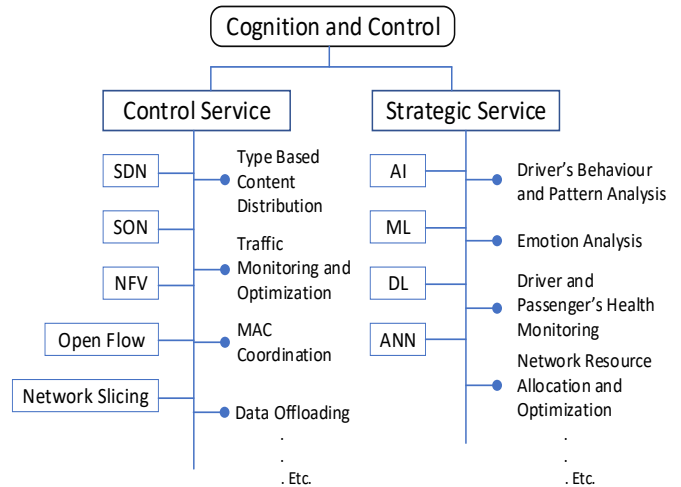 Cognition and Control
Control Service
SDN
SON
NFV
Open Flow
Network Slicing
Type Based
Content
Distribution
Traffic
Monitoring and
Optimization
MAC
Coordination
Data Offloading
.
.
. Etc.
Strategic Service
AI
ML
DL
ANN
Driver's Behaviour
and Pattern Analysis
Emotion Analysis
Driver and
Passenger's Health
Monitoring
Network Resource
Allocation and
Optimization
.
.
. Etc.